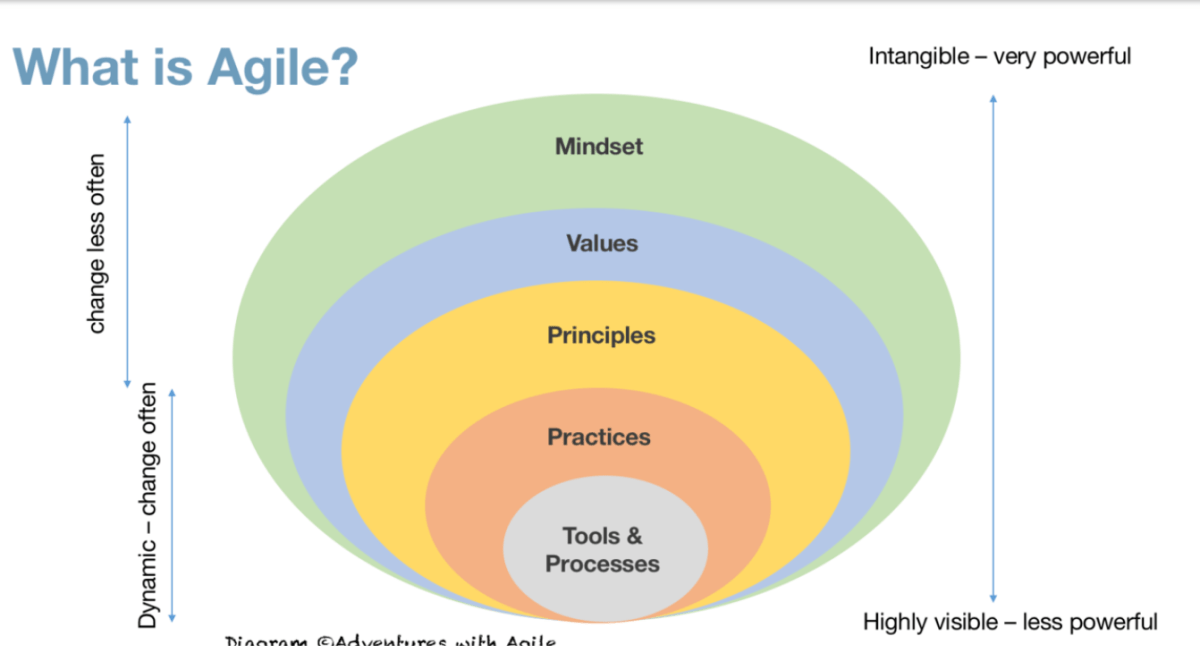 What is Agile?
Intangible – very powerful
change less often
Mindset
Values
Principles
Dynamic – change often
Practices
Tools &
Processes
Highly visible – less powerful
Diagram ©Adventures with Agile